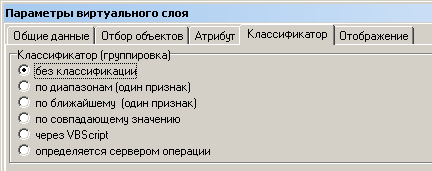 Параметры виртуального слоя
Общие данные Отбор объектов Атрибут Классификатор Отображение
Классификатор (группировка)
без классификации
по диапазонам (один признак)
по ближайшему (один признак)
по совпадающему значению
через VBScript
определяется сервером операции